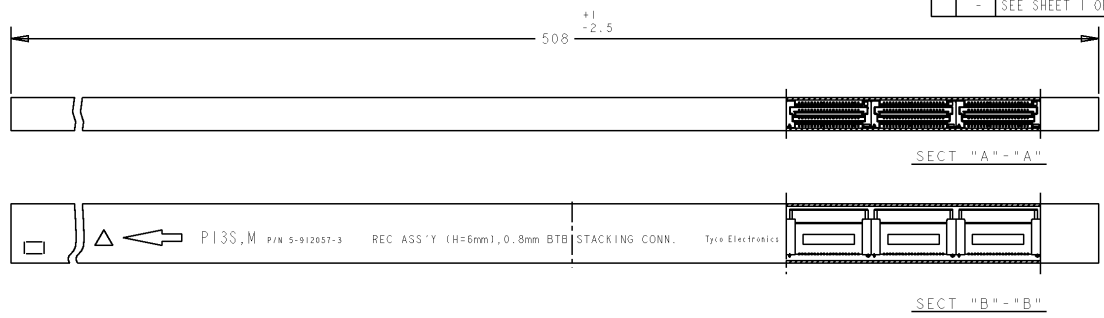 - SEE SHEET 1 O
+1
-2.5
508
SECT "A"-"A"
P13S,M P/N 5-912057-3 REC ASS'Y (H=6mm),0.8mm BTB STACKING CONN. Tyco Electronics
SECT "B"-"B"